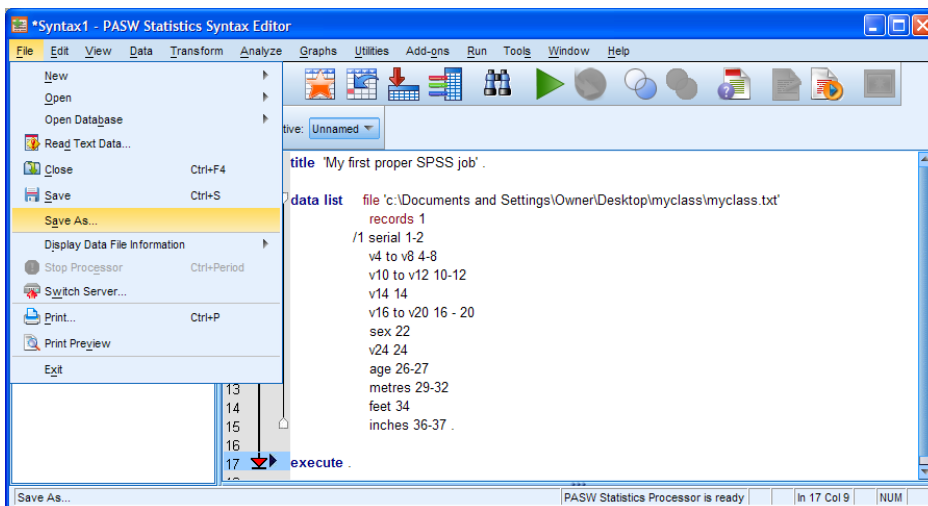 *Syntax1 - PASW Statistics Syntax Editor
File Edit View Data Transform Analyze Graphs Utilities Add-ons Run Tools Window Help
New
Open
Open Database
Read Text Data...
Close Ctrl+F4
Save Ctrl+S
Save As...
Display Data File Information
Stop Processor Ctrl+Period
Switch Server...
Print... Ctrl+P
Print Preview
Exit
tive: Unnamed
title 'My first proper SPSS job' .
data list file 'c:\Documents and Settings\Owner\Desktop\myclass\myclass.txt'
records 1
/1 serial 1-2
v4 to v8 4-8
v10 to v12 10-12
v14 14
v16 to v20 16 - 20
sex 22
v24 24
age 26-27
13 metres 29-32
14 feet 34
15 inches 36-37 .
16
17 execute .
Save As... PASW Statistics Processor is ready In 17 Col 9 NUM